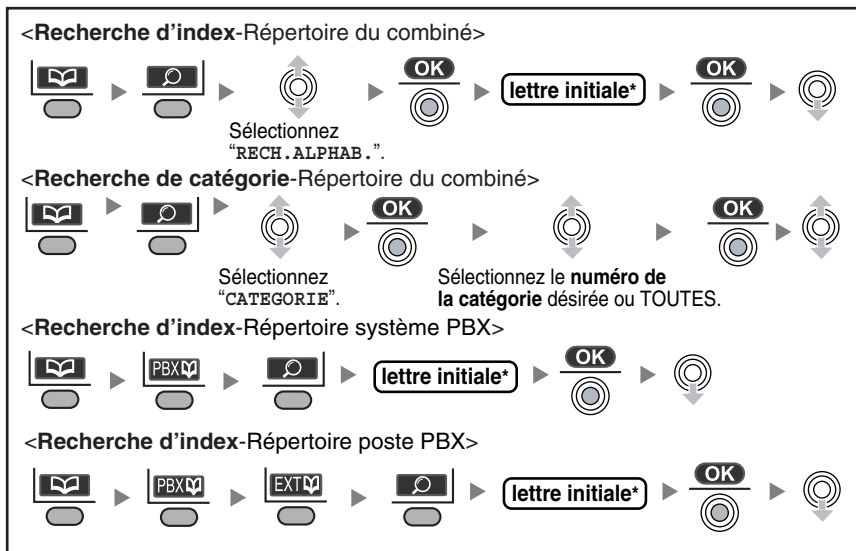 <Recherche d'index-Répertoire du combiné>
OK lettre initiale* OK
Sélectionnez
“RECH.ALPHAB.”.
<Recherche de catégorie-Répertoire du combiné>
OK OK
Sélectionnez Sélectionnez le numéro de
“CATEGORIE”. la catégorie désirée ou TOUTES.
<Recherche d'index-Répertoire système PBX>
PBX lettre initiale* OK
<Recherche d'index-Répertoire poste PBX>
PBX EXT lettre initiale* OK